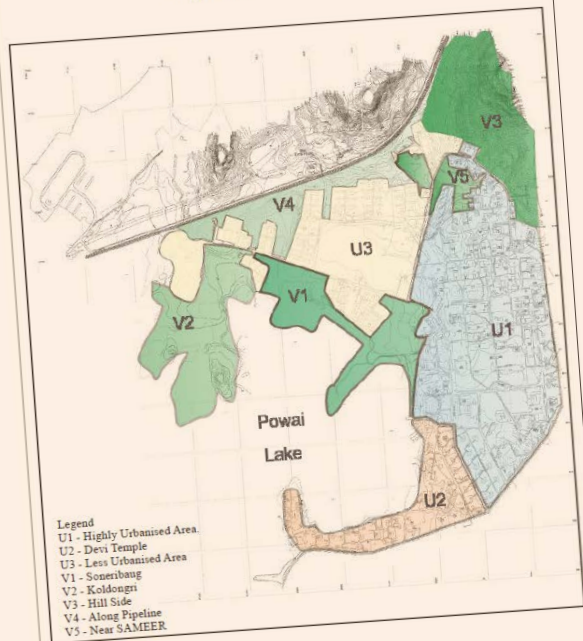 V3
V5
V4
U3
V1
V2
U1
Powai
Lake
U2
Legend
U1 - Highly Urbanised Area.
U2 - Devi Temple
U3 - Less Urbanised Area
V1 - Soneribaug
V2 - Koldongri
V3 - Hill Side
V4 - Along Pipeline
V5 - Near SAMEER